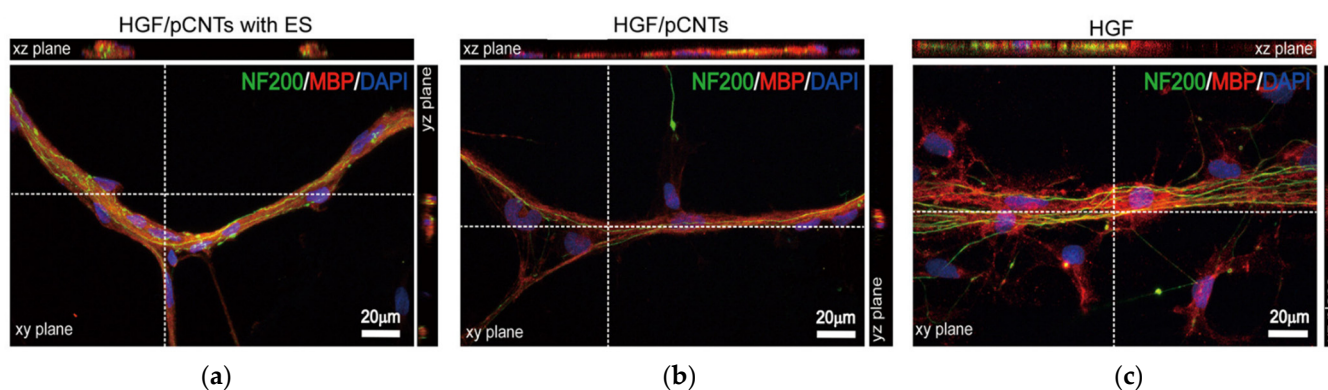 HGF/pCNTs with ES
xz plane
NF200/MBP/DAPI
yz plane
xy plane
20μm
(a)
HGF/pCNTs
xz plane
NF200/MBP/DAPI
yz plane
xy plane
20μm
(b)
HGF
xz plane
NF200/MBP/DAPI
xy plane
20μm
(c)